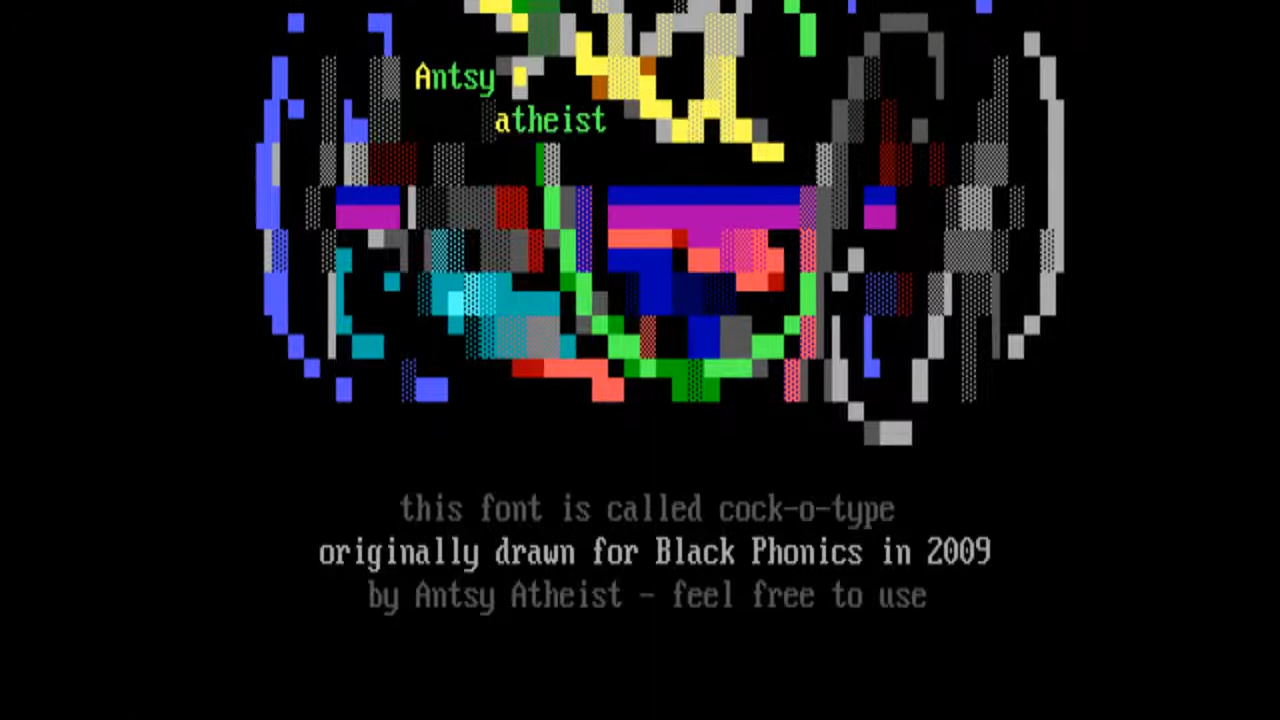 Antsy
atheist
this font is called cock-o-type
originally drawn for Black Phonics in 2009
by Antsy Atheist - feel free to use